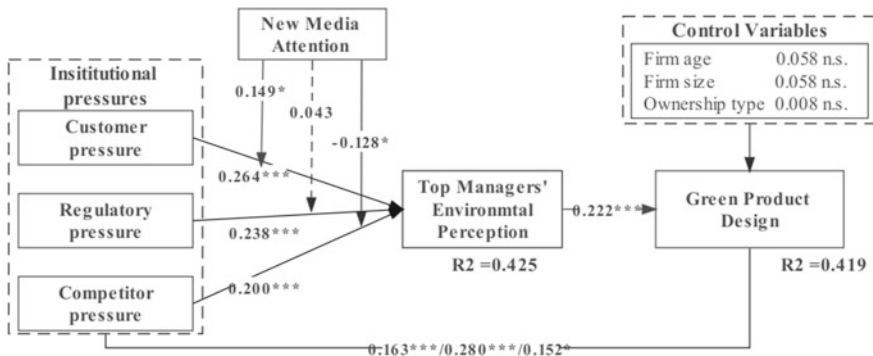 New Media
Attention
Control Variables
Firm age 0.058 n.s.
Firm size 0.058 n.s.
Ownership type 0.008 n.s.
Insititutional
pressures
0.149*
0.043
-0.128*
Customer
pressure
0.264***
Regulatory
pressure
0.238***
Competitor
pressure
0.200***
Top Managers'
Environmtal
Perception
R2 =0.425
0.222***
Green Product
Design
R2 =0.419
0.163***/0.280***/0.152*